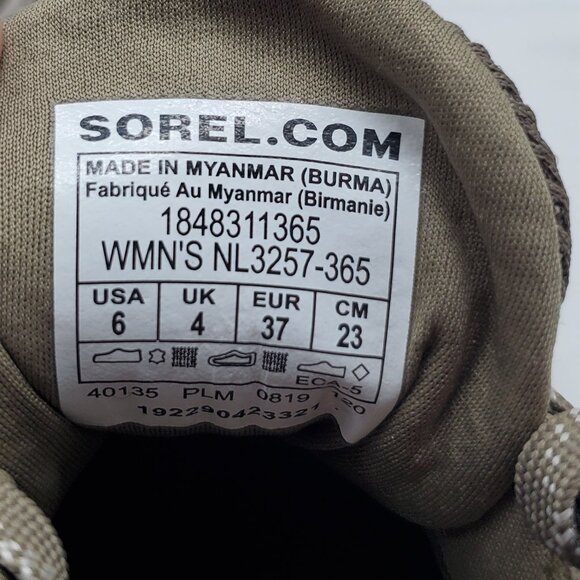 SOREL.COM
MADE IN MYANMAR (BURMA)
Fabriqué Au Myanmar (Birmanie)
1848311365
WMN'S NL3257-365
USA UK EUR CM
6 4 37 23
ECA-5
40135 PLM 0819 120